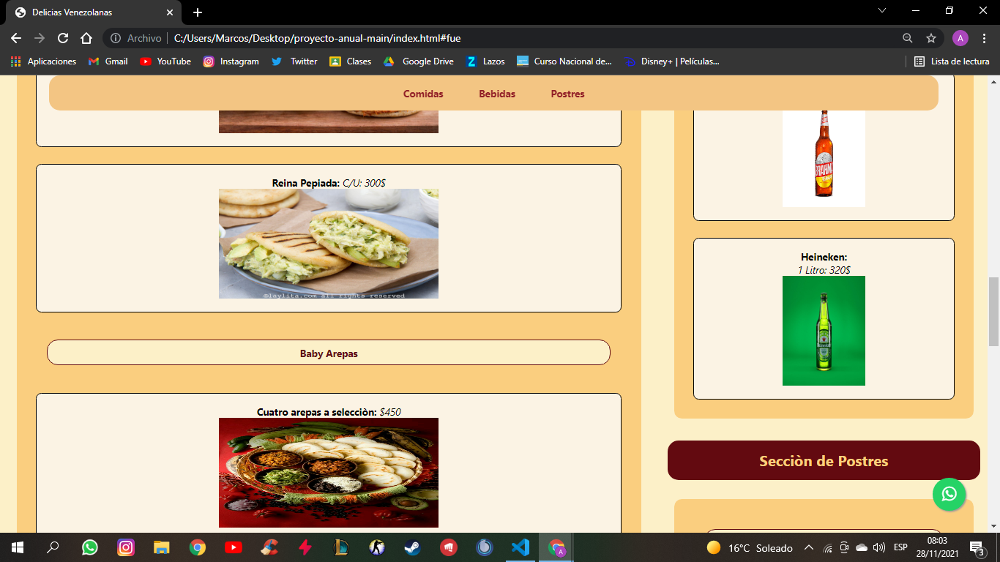 Delicias Venezolanas
Archivo
C:/Users/Marcos/Desktop/proyecto-anual-main/index.html#fue
A
Aplicaciones
Gmail
YouTube
Instagram
Twitter
Clases
Google Drive
Lazos
Curso Nacional de...
Disney+ | Películas...
Lista de lectura
Comidas
Bebidas
Postres
Reina Pepiada: C/U: 300$
©laylita.com all rights reserved
Baby Arepas
Cuatro arepas a selecciòn: $450
BRAHMA
Heineken:
1 Litro: 320$
Heineken
Secciòn de Postres
A
16°C Soleado
ESP
08:03
28/11/2021
3